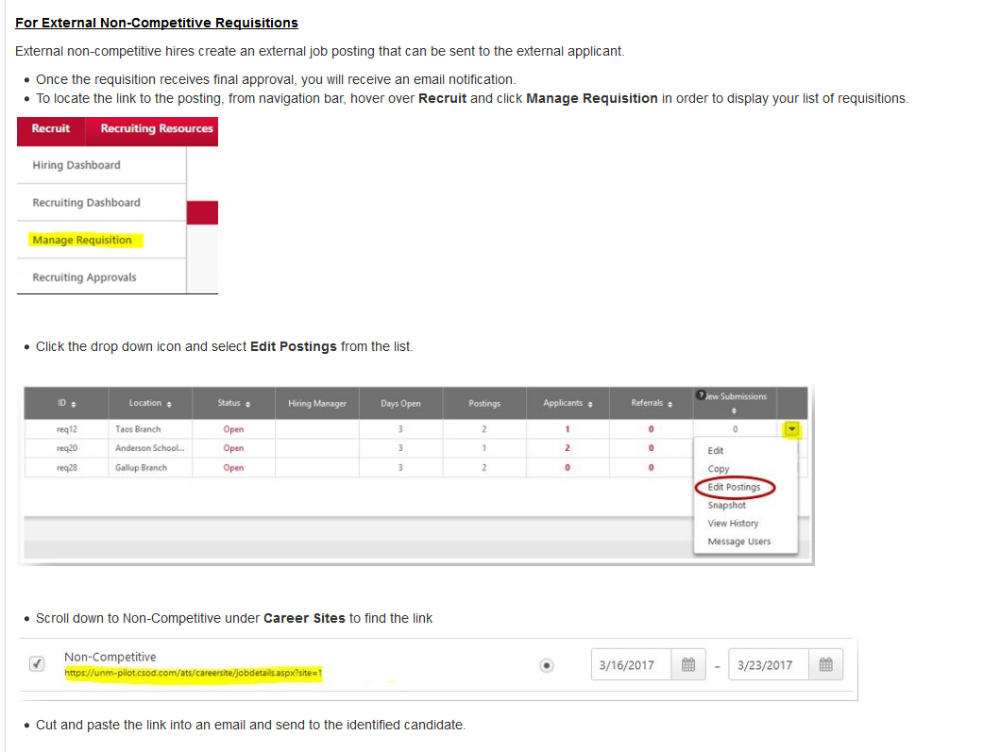 For External Non-Competitive Requisitions
External non-competitive hires create an external job posting that can be sent to the external applicant.
• Once the requisition receives final approval, you will receive an email notification.
• To locate the link to the posting, from navigation bar, hover over Recruit and click Manage Requisition in order to display your list of requisitions.
Recruit Recruiting Resources
Hiring Dashboard
Recruiting Dashboard
Manage Requisition
Recruiting Approvals
• Click the drop down icon and select Edit Postings from the list.
ID Location Status Hiring Manager Days Open Postings Applicants Referrals ? ew Submissions
req12 Taos Branch Open 3 2 1 0 0
req20 Anderson School... Open 3 1 2 0
req28 Gallup Branch Open 3 2 0 0
Edit
Copy
Edit Postings
Snapshot
View History
Message Users
• Scroll down to Non-Competitive under Career Sites to find the link
Non-Competitive
https://unm-pilot.csod.com/ats/careersite/jobdetails.aspx?site=1
3/16/2017 – 3/23/2017
• Cut and paste the link into an email and send to the identified candidate.